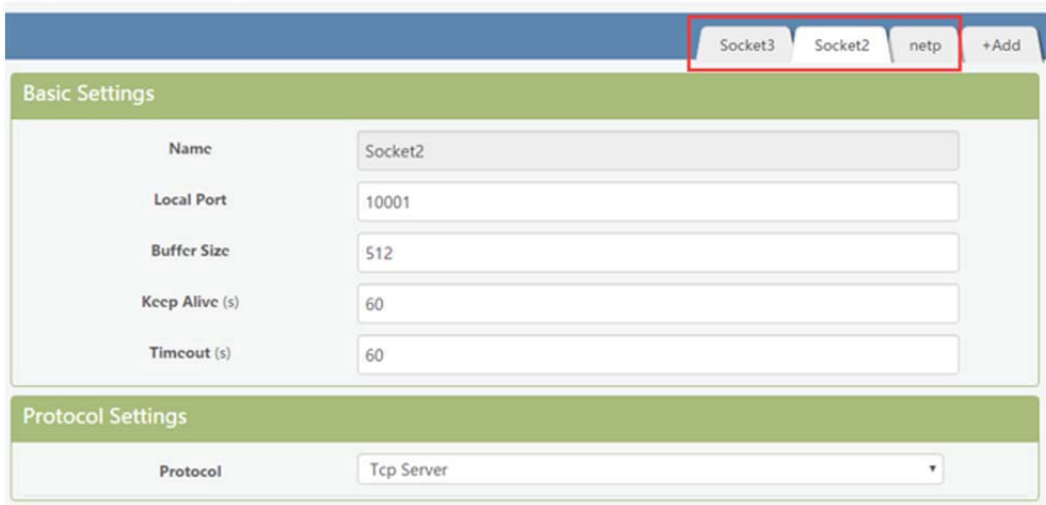 Socket3 Socket2 netp +Add
Basic Settings
Name Socket2
Local Port 10001
Buffer Size 512
Keep Alive (s) 60
Timeout (s) 60
Protocol Settings
Protocol Tcp Server